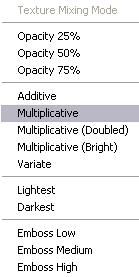 Texture Mixing Mode
Opacity 25%
Opacity 50%
Opacity 75%
Additive
Multiplicative
Multiplicative (Doubled)
Multiplicative (Bright)
Variate
Lightest
Darkest
Emboss Low
Emboss Medium
Emboss High